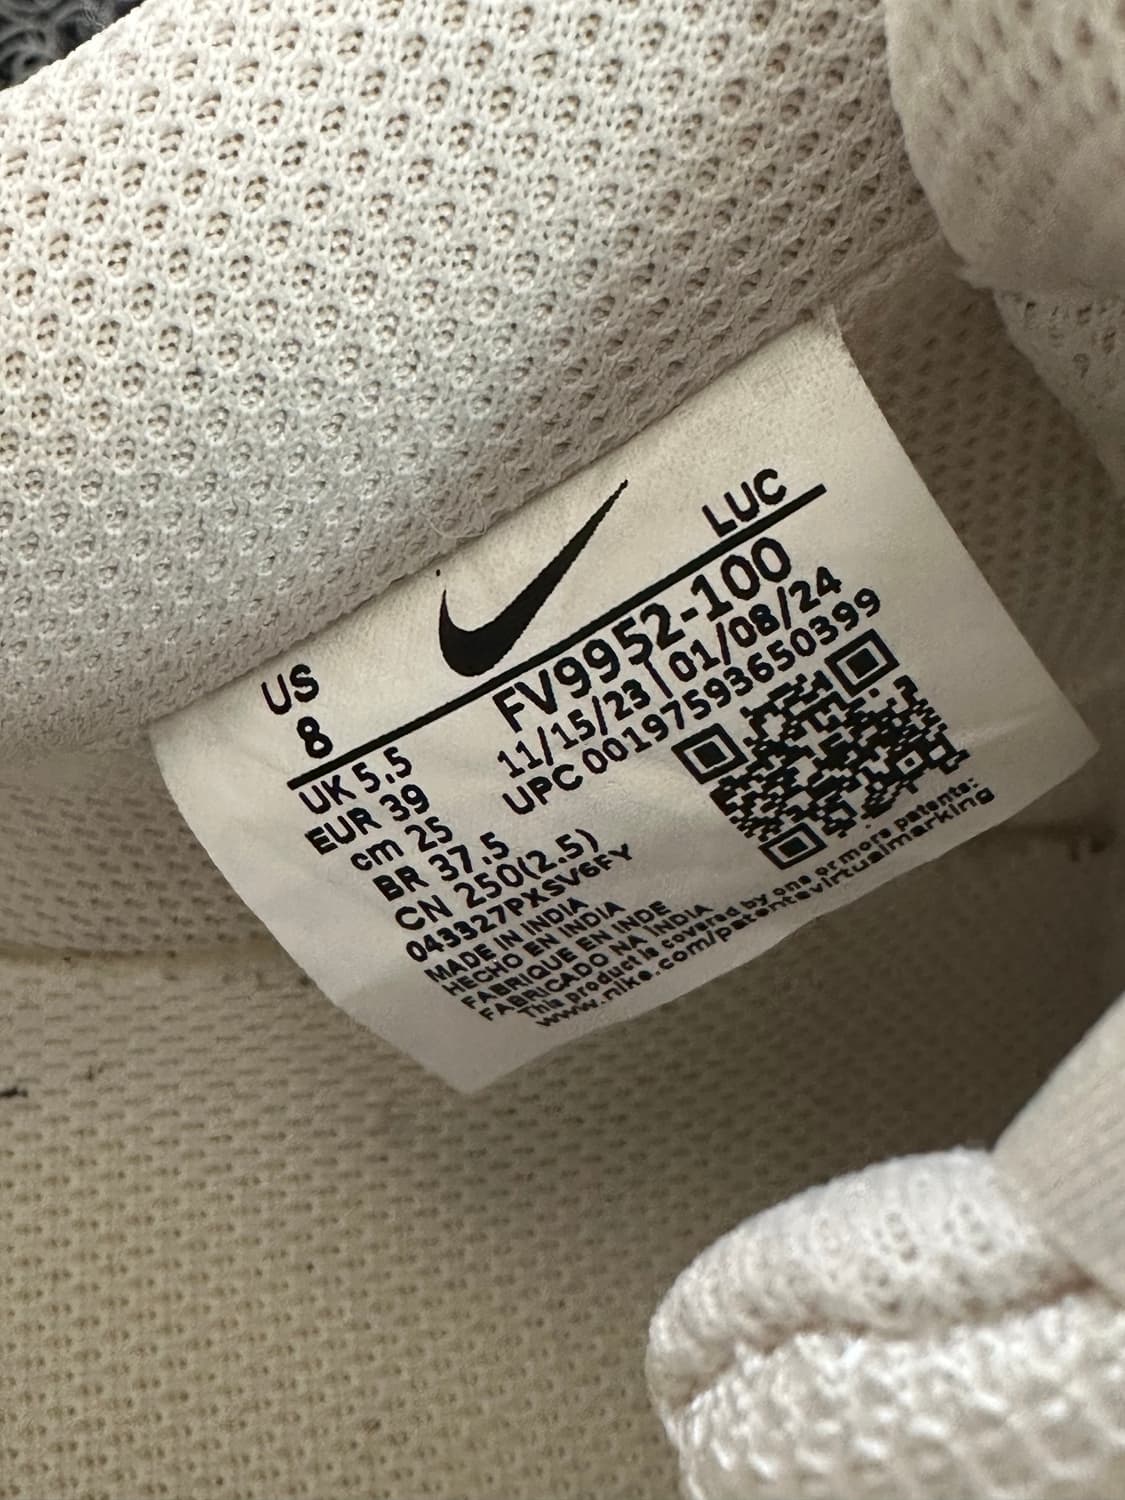 US
8
LUC
UK 5.5
EUR 39
cm 25
BR 37.5
CN 250(2.5)
043327PXSV6FY
MADE IN INDIA
HECHO EN INDIA
FABRIQUE EN INDE
FABRICADO NA INDIA
This product is covered by one or more patents:
www.nike.com/patentevirtualmarking
FV9952-100
11/15/23 | 01/08/24
UPC 00197593650399